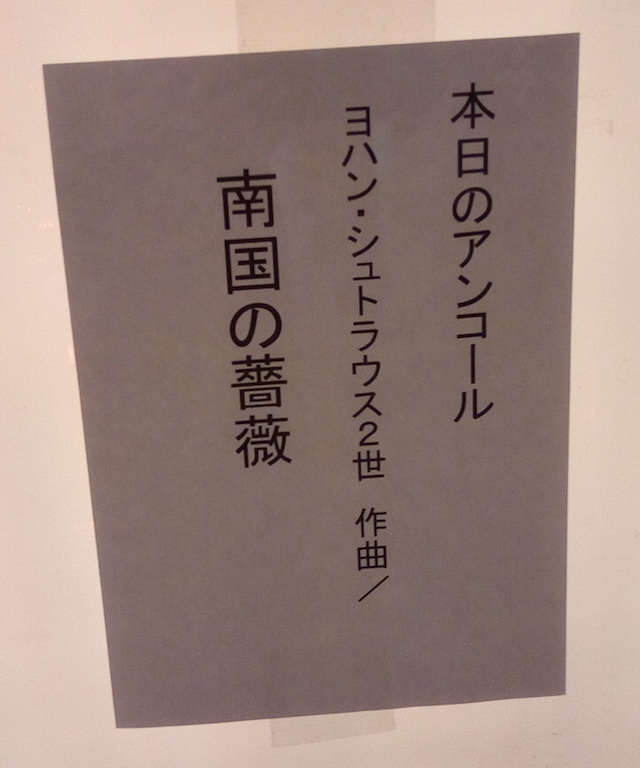 本日のアンコール
ヨハン・シュトラウス2世 作曲／
南国の薔薇